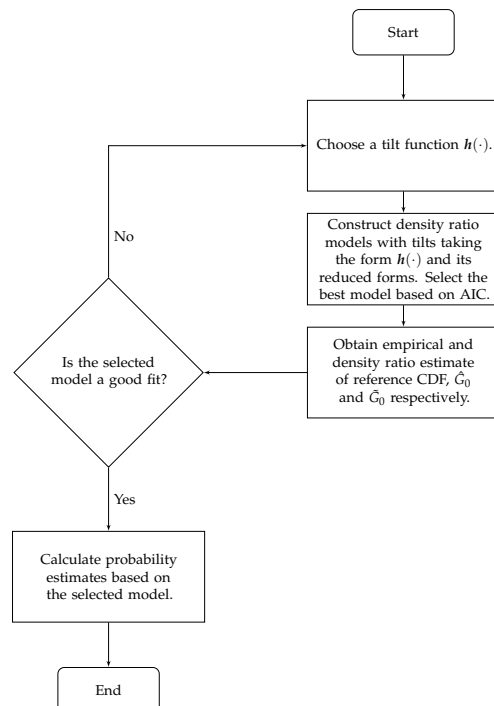 Start
Choose a tilt function h(·).
Construct density ratio
models with tilts taking
the form h(·) and its
reduced forms. Select the
best model based on AIC.
Obtain empirical and
density ratio estimate
of reference CDF, Ĝ₀
and G̃₀ respectively.
Is the selected
model a good fit?
No
Yes
Calculate probability
estimates based on
the selected model.
End